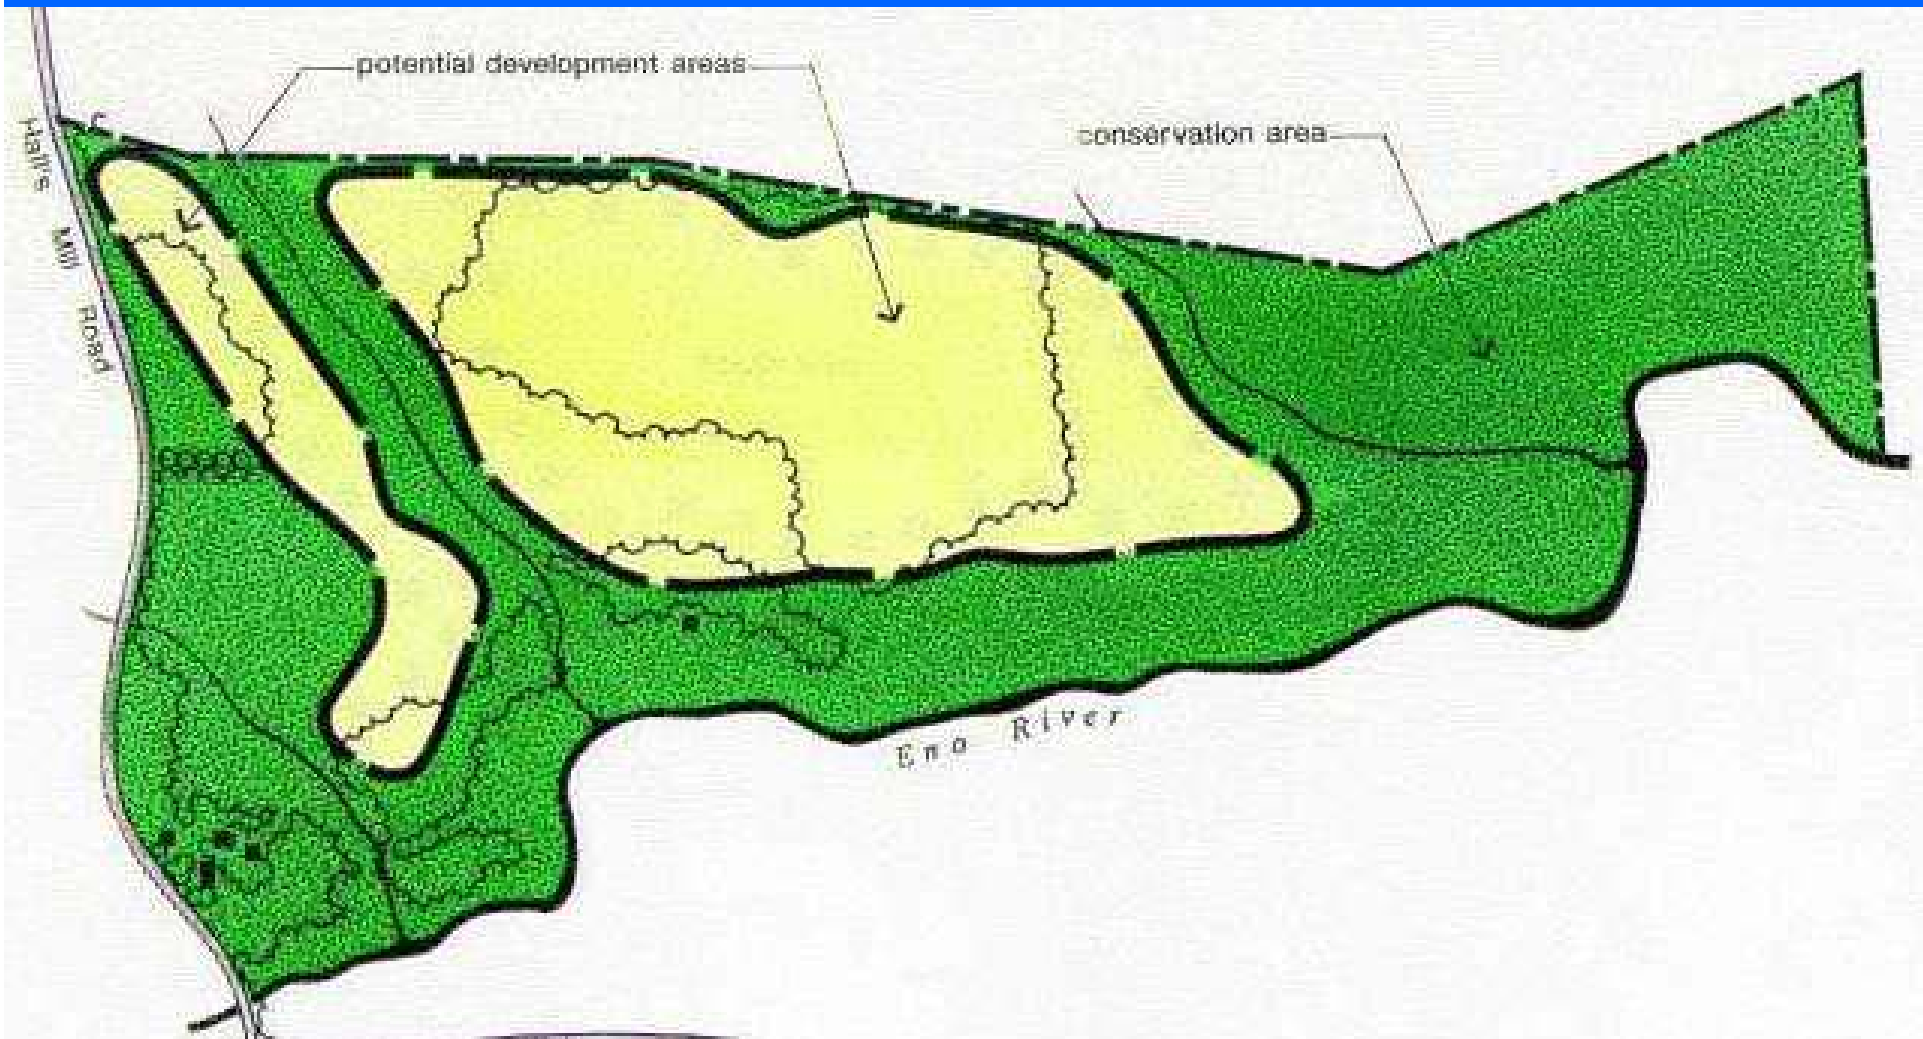 potential development areas
conservation area
Hall's Mill Road
Eno River